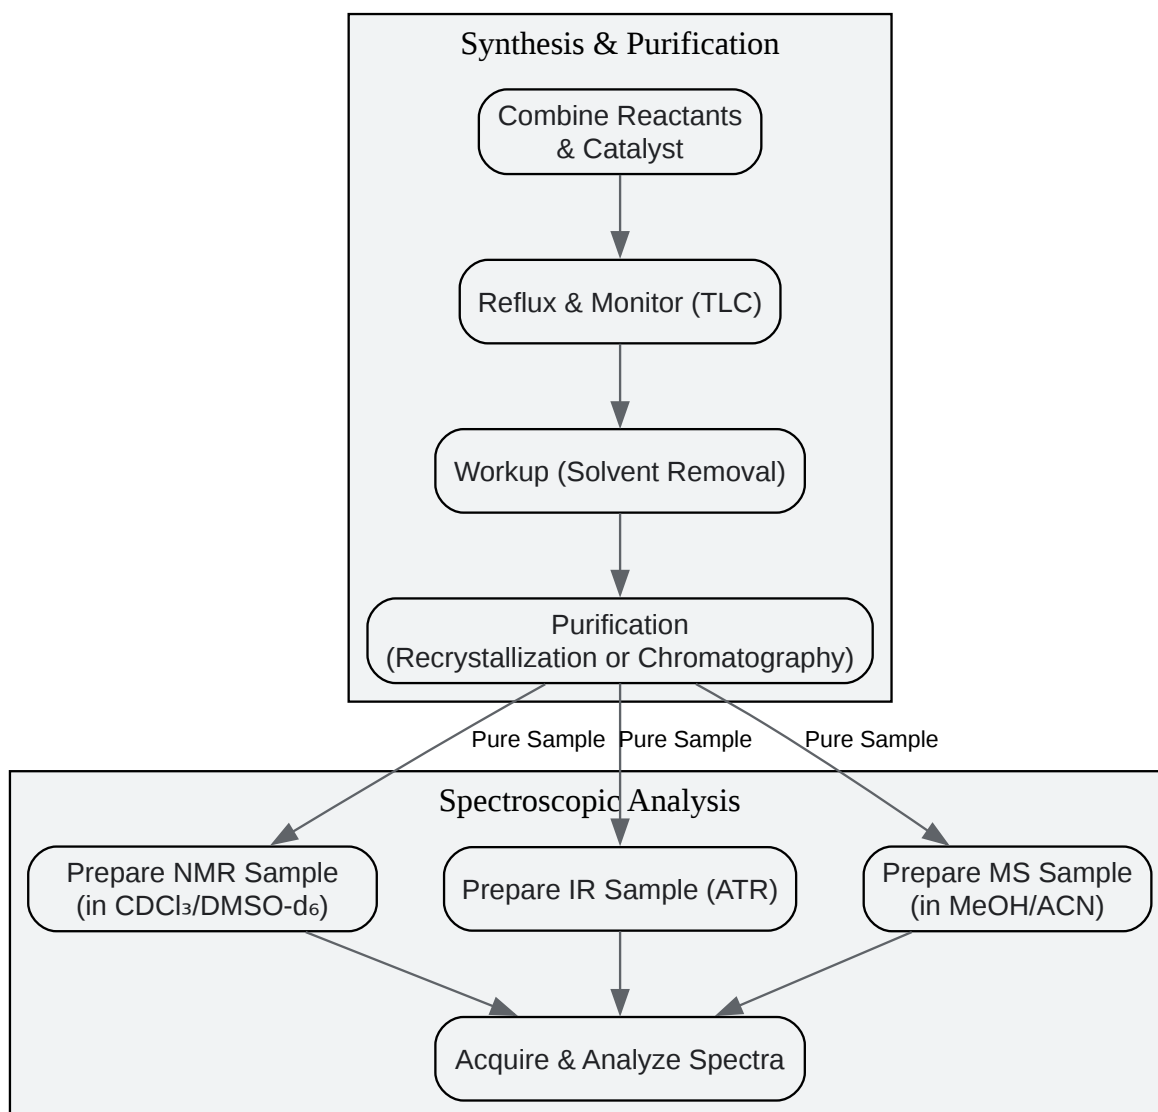 Synthesis & Purification
Combine Reactants
& Catalyst
Reflux & Monitor (TLC)
Workup (Solvent Removal)
Purification
(Recrystallization or Chromatography)
Pure Sample
Pure Sample
Pure Sample
Spectroscopic Analysis
Prepare NMR Sample
(in CDCl₃/DMSO-d₆)
Prepare IR Sample (ATR)
Prepare MS Sample
(in MeOH/ACN)
Acquire & Analyze Spectra